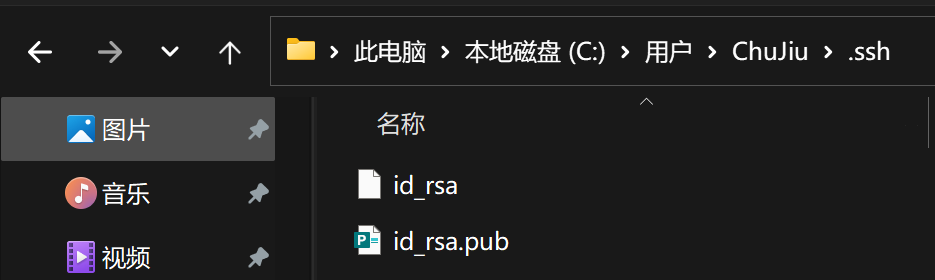 此电脑 本地磁盘 (C:) 用户 ChuJiu .ssh
图片
音乐
视频
名称
id_rsa
id_rsa.pub